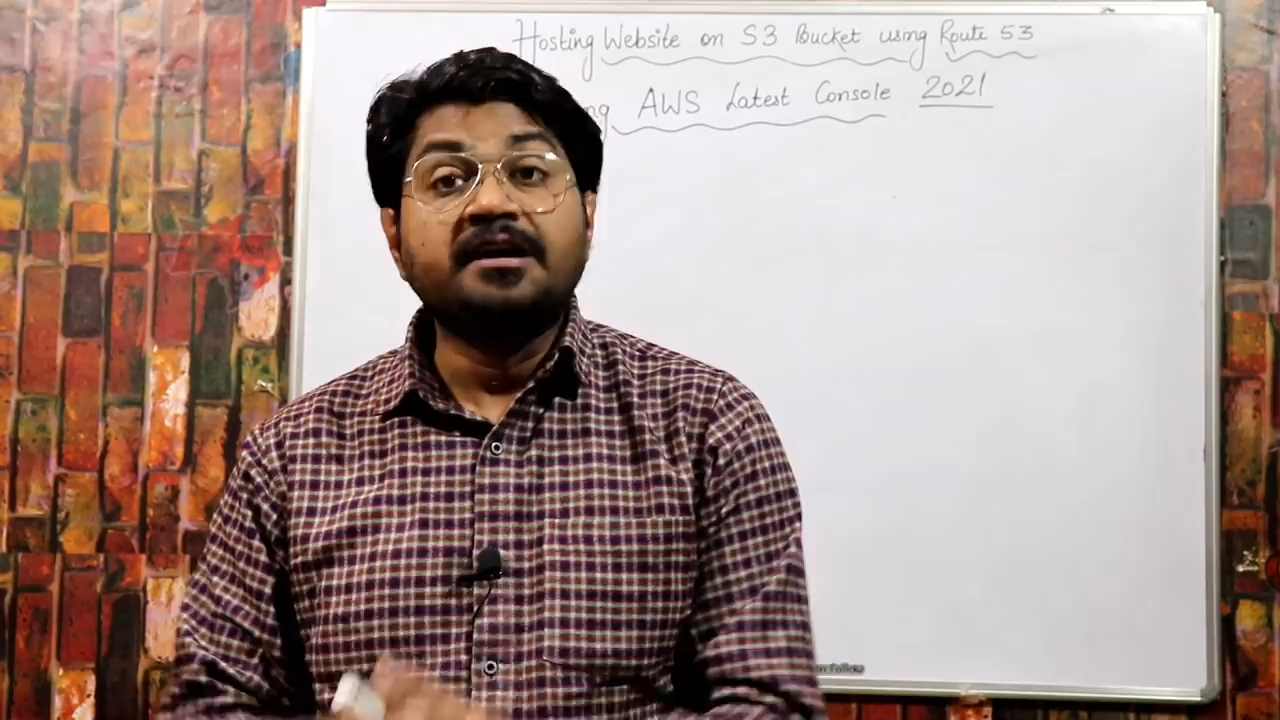 Hosting Website on S3 Bucket using Route 53
AWS Latest Console 2021